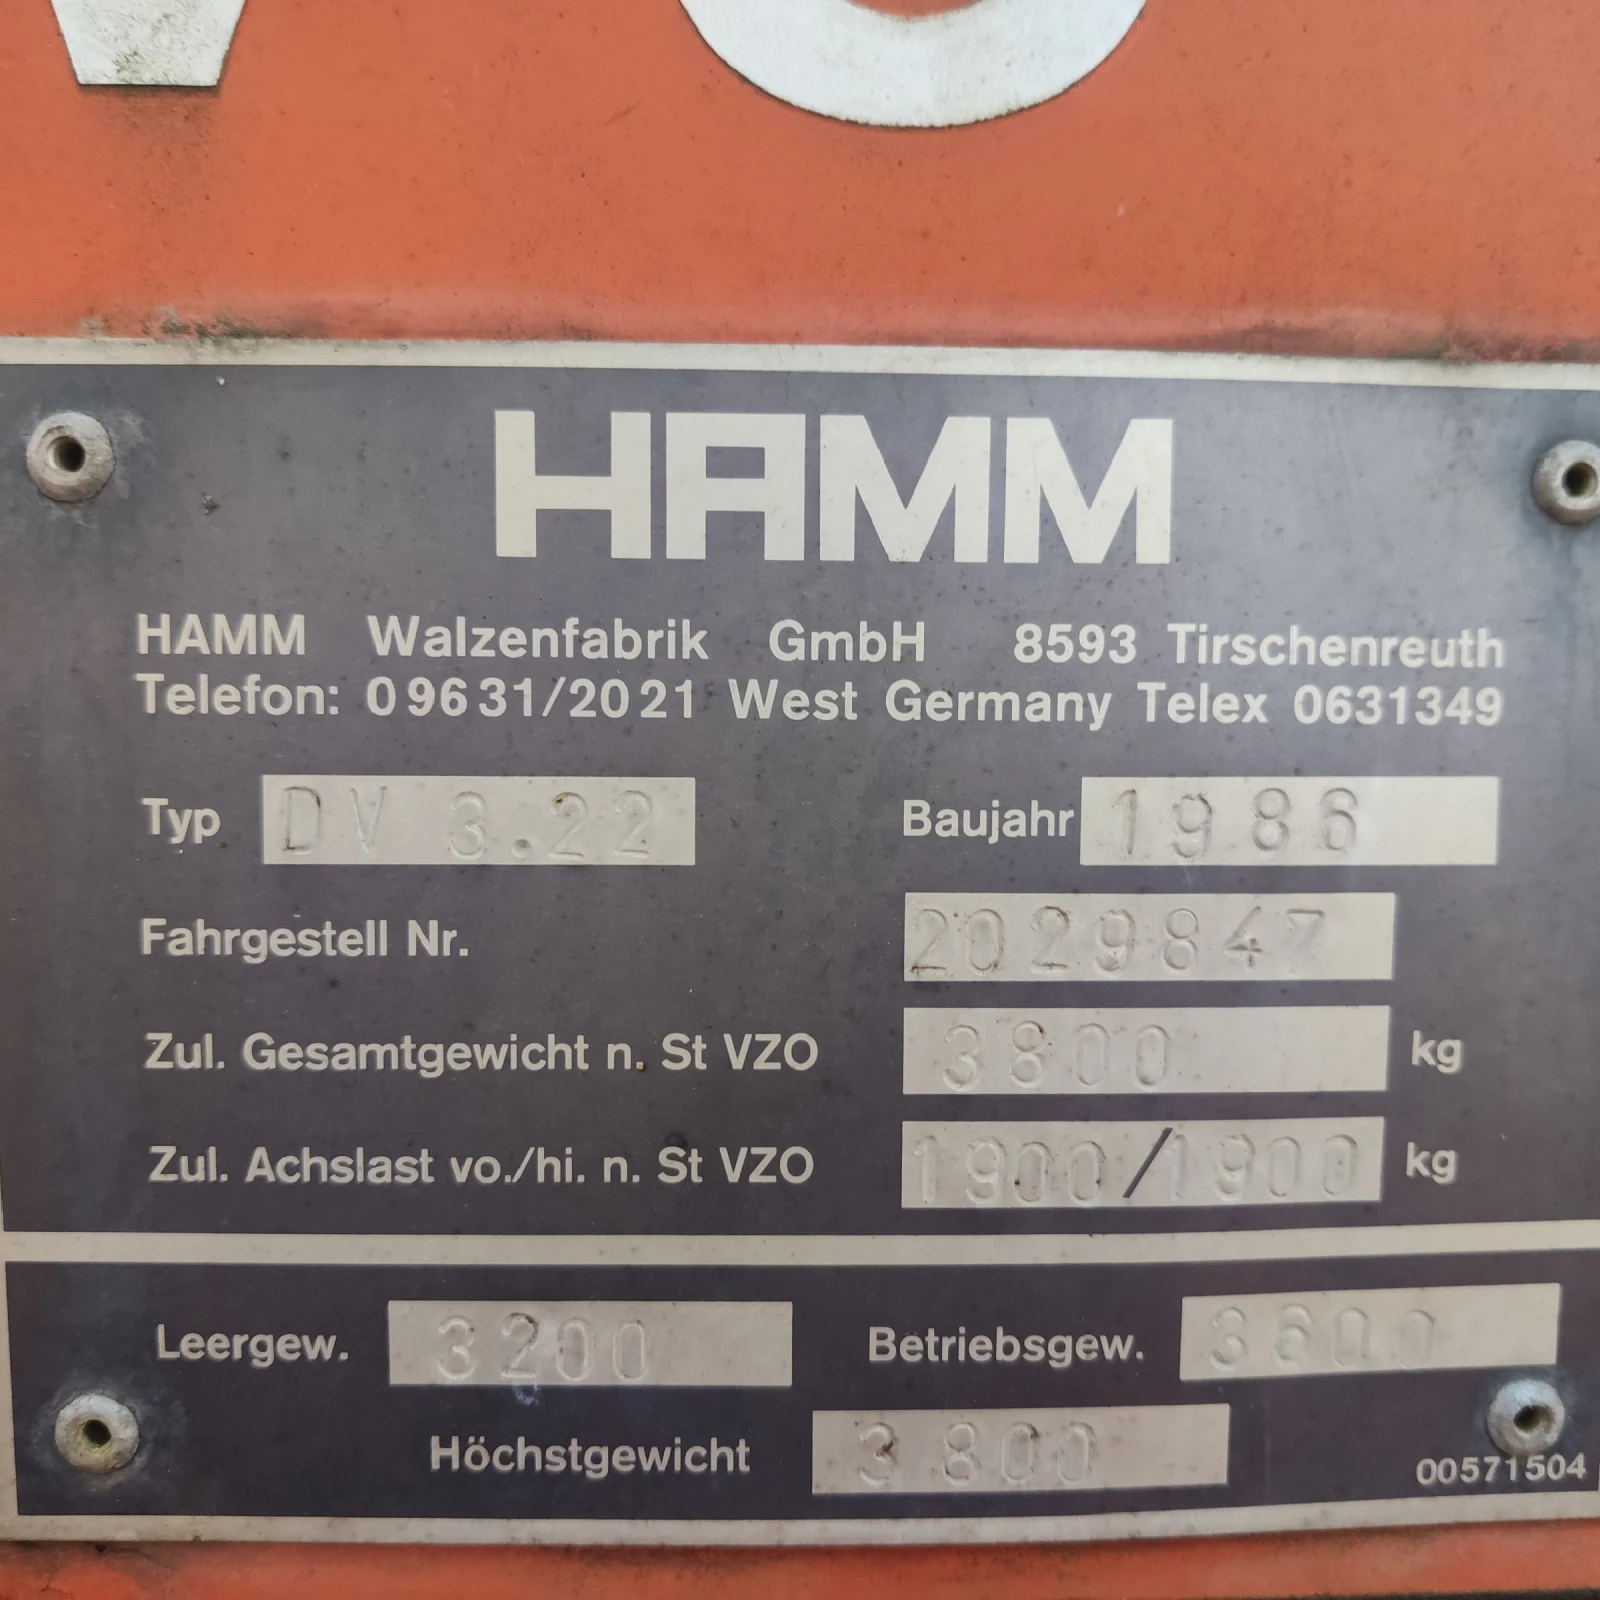 HAMM
HAMM Walzenfabrik GmbH 8593 Tirschenreuth
Telefon: 09631/2021 West Germany Telex 0631349
Typ DV 3.22 Baujahr 1986
Fahrgestell Nr. 2029847
Zul. Gesamtgewicht n. St VZO 3800 kg
Zul. Achslast vo./hi. n. St VZO 1900/1900 kg
Leergew. 3200 Betriebsgew. 3600
Höchstgewicht 3800
00571504